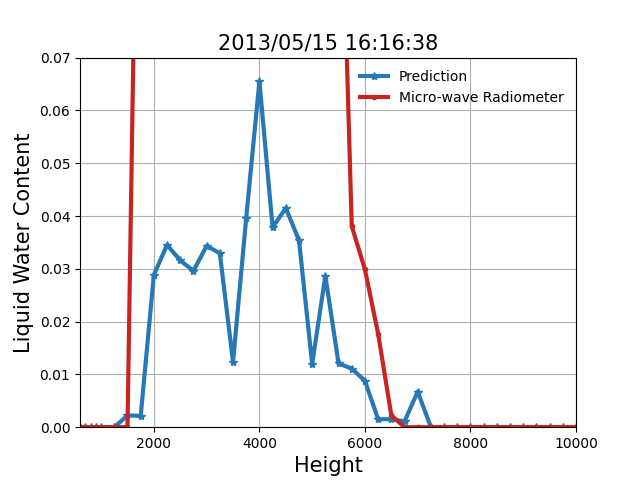 2013/05/15 16:16:38
0.07
0.06
0.05
0.04
0.03
0.02
0.01
0.00
Liquid Water Content
Prediction
Micro-wave Radiometer
2000 4000 6000 8000 10000
Height